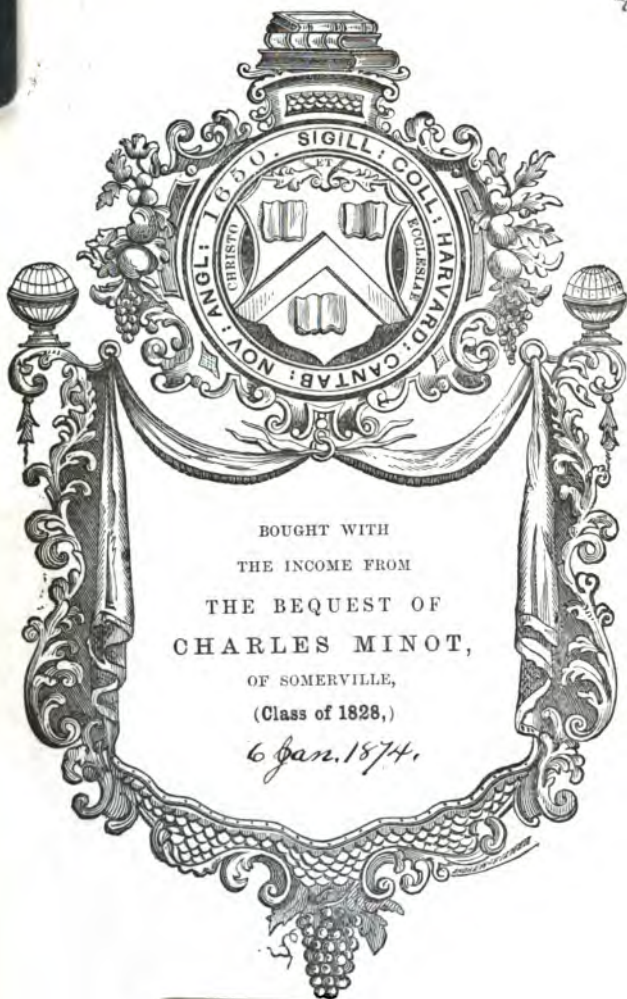 SIGILL: COLL: HARVARD: CANTAB: NOV: ANGL: 1650.
ET
CHRISTO
ECCLESIAE
BOUGHT WITH
THE INCOME FROM
THE BEQUEST OF
CHARLES MINOT,
OF SOMERVILLE,
(Class of 1828,)
6 Jan. 1874.